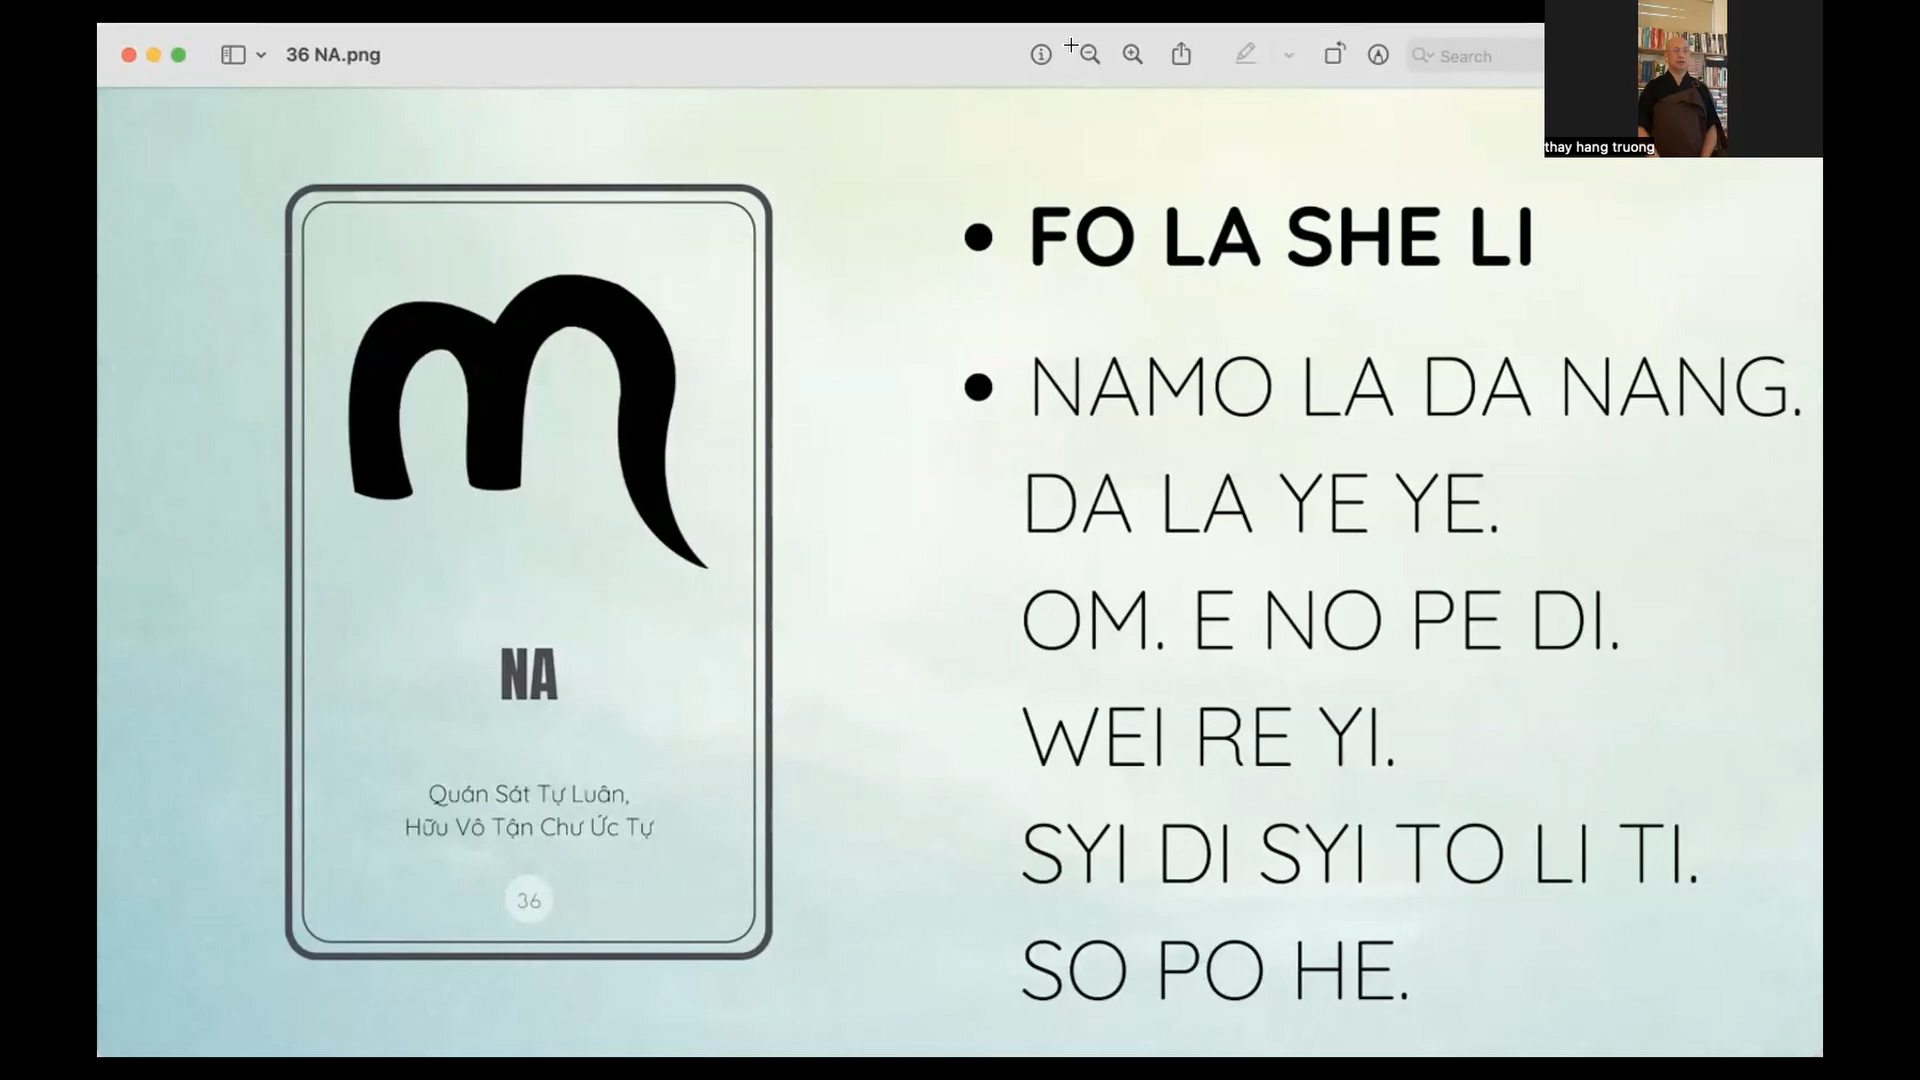 36 NA.png
Search
thay hang truong
NA
Quán Sát Tự Luân,
Hữu Vô Tận Chư Ức Tự
36
• FO LA SHE LI
• NAMO LA DA NANG.
DA LA YE YE.
OM. E NO PE DI.
WEI RE YI.
SYI DI SYI TO LI TI.
SO PO HE.